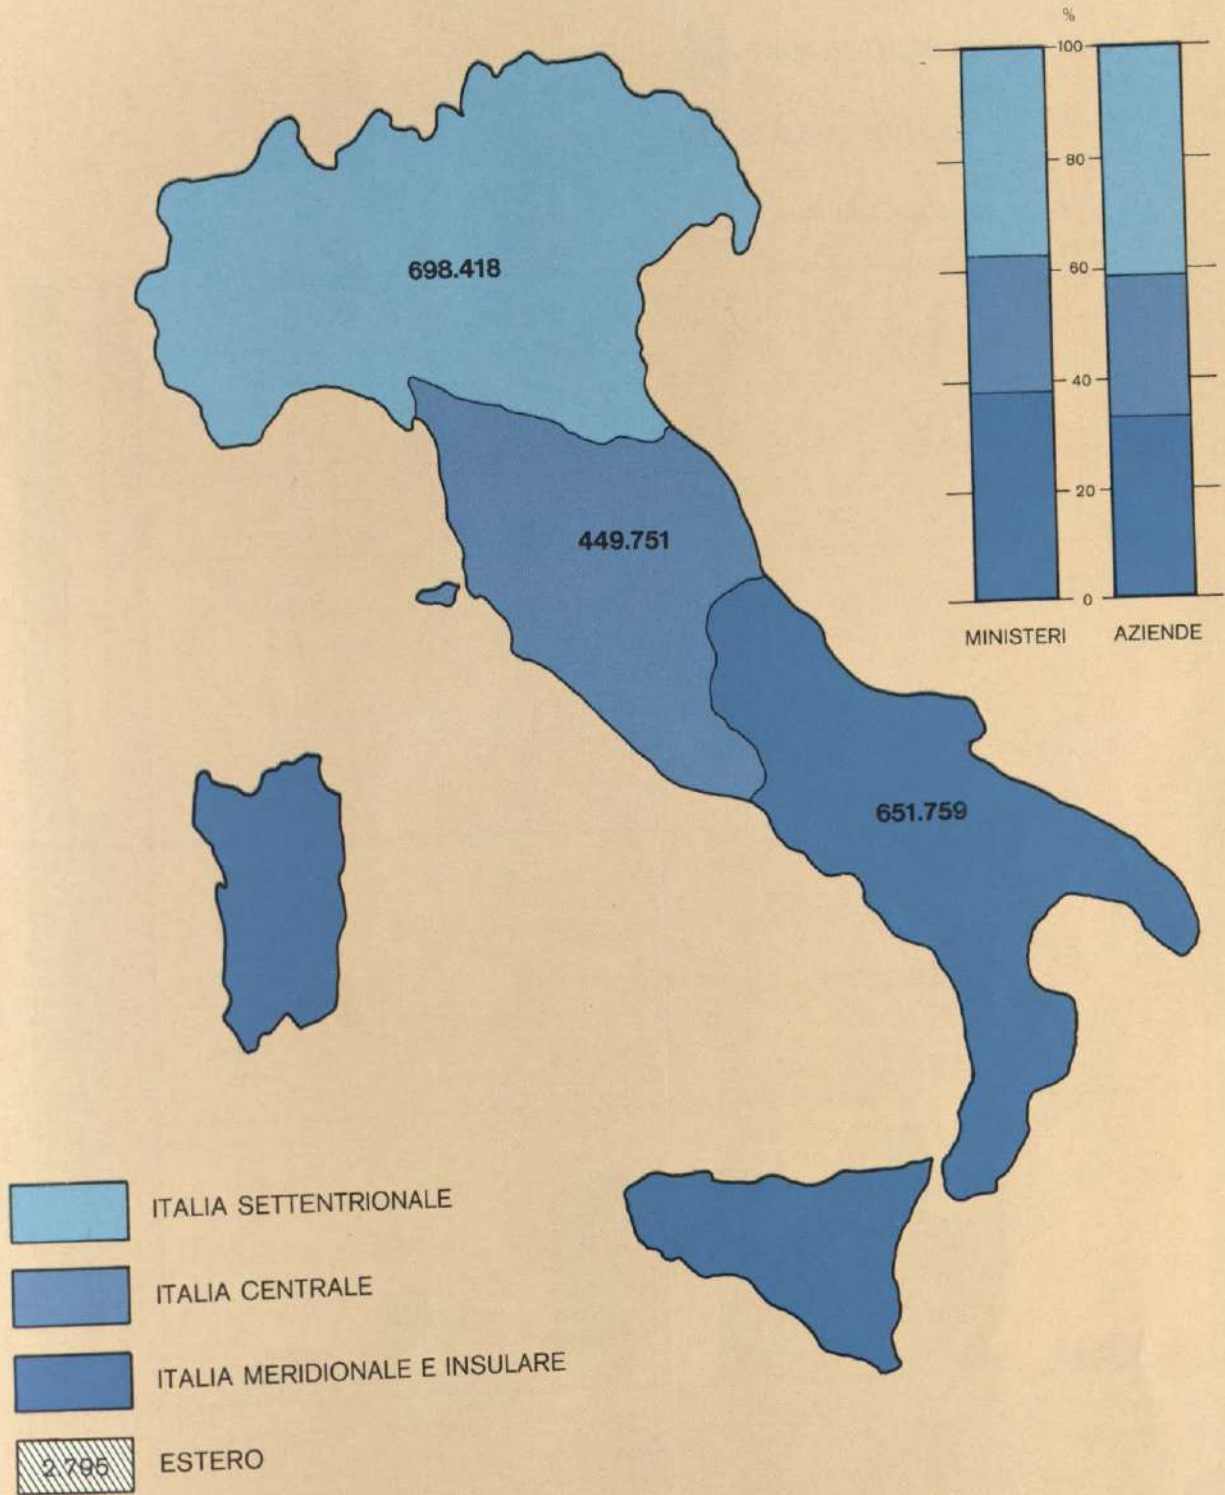 %
100
80
60
40
20
0
MINISTERI
AZIENDE
698.418
449.751
651.759
ITALIA SETTENTRIONALE
ITALIA CENTRALE
ITALIA MERIDIONALE E INSULARE
2.795
ESTERO